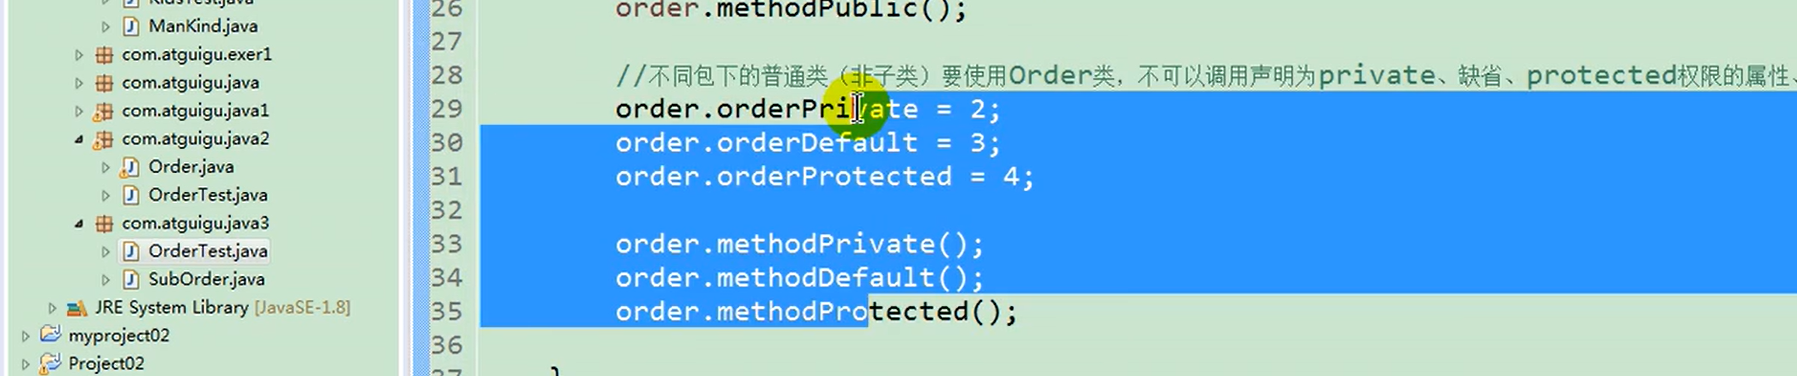 KidsTest.java
ManKind.java
com.atguigu.exer1
com.atguigu.java
com.atguigu.java1
com.atguigu.java2
Order.java
OrderTest.java
com.atguigu.java3
OrderTest.java
SubOrder.java
JRE System Library [JavaSE-1.8]
myproject02
Project02
26 order.methodPublic();
27
28 //不同包下的普通类（非子类）要使用Order类，不可以调用声明为private、缺省、protected权限的属性、
29 order.orderPrivate = 2;
30 order.orderDefault = 3;
31 order.orderProtected = 4;
32
33 order.methodPrivate();
34 order.methodDefault();
35 order.methodProtected();
36
37 }